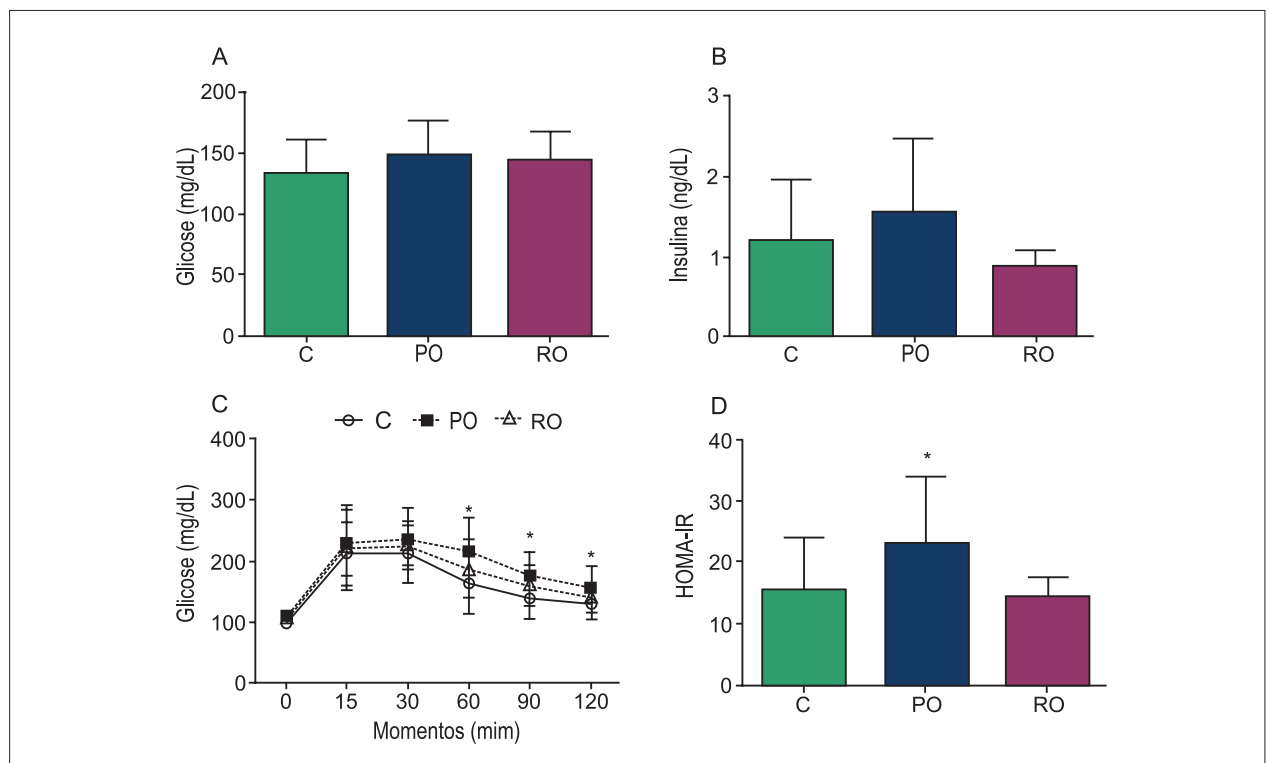 A
Glicose (mg/dL)
200
150
100
50
0
C PO RO
B
Insulina (ng/dL)
3
2
1
0
C PO RO
C
C PO RO
Glicose (mg/dL)
400
300
200
100
0
* * *
0 15 30 60 90 120
Momentos (mim)
D
HOMA-IR
40
30
20
10
0
*
C PO RO